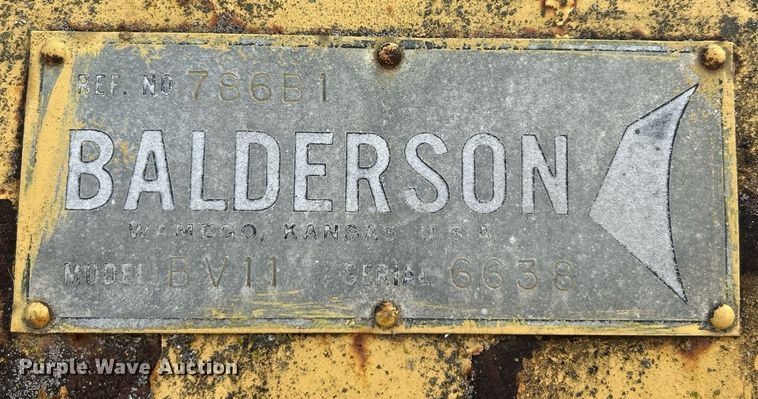 REF. NO 786B1
BALDERSON
WAMEGO, KANSAS U.S.A.
MODEL BV11 SERIAL 6638
Purple Wave Auction